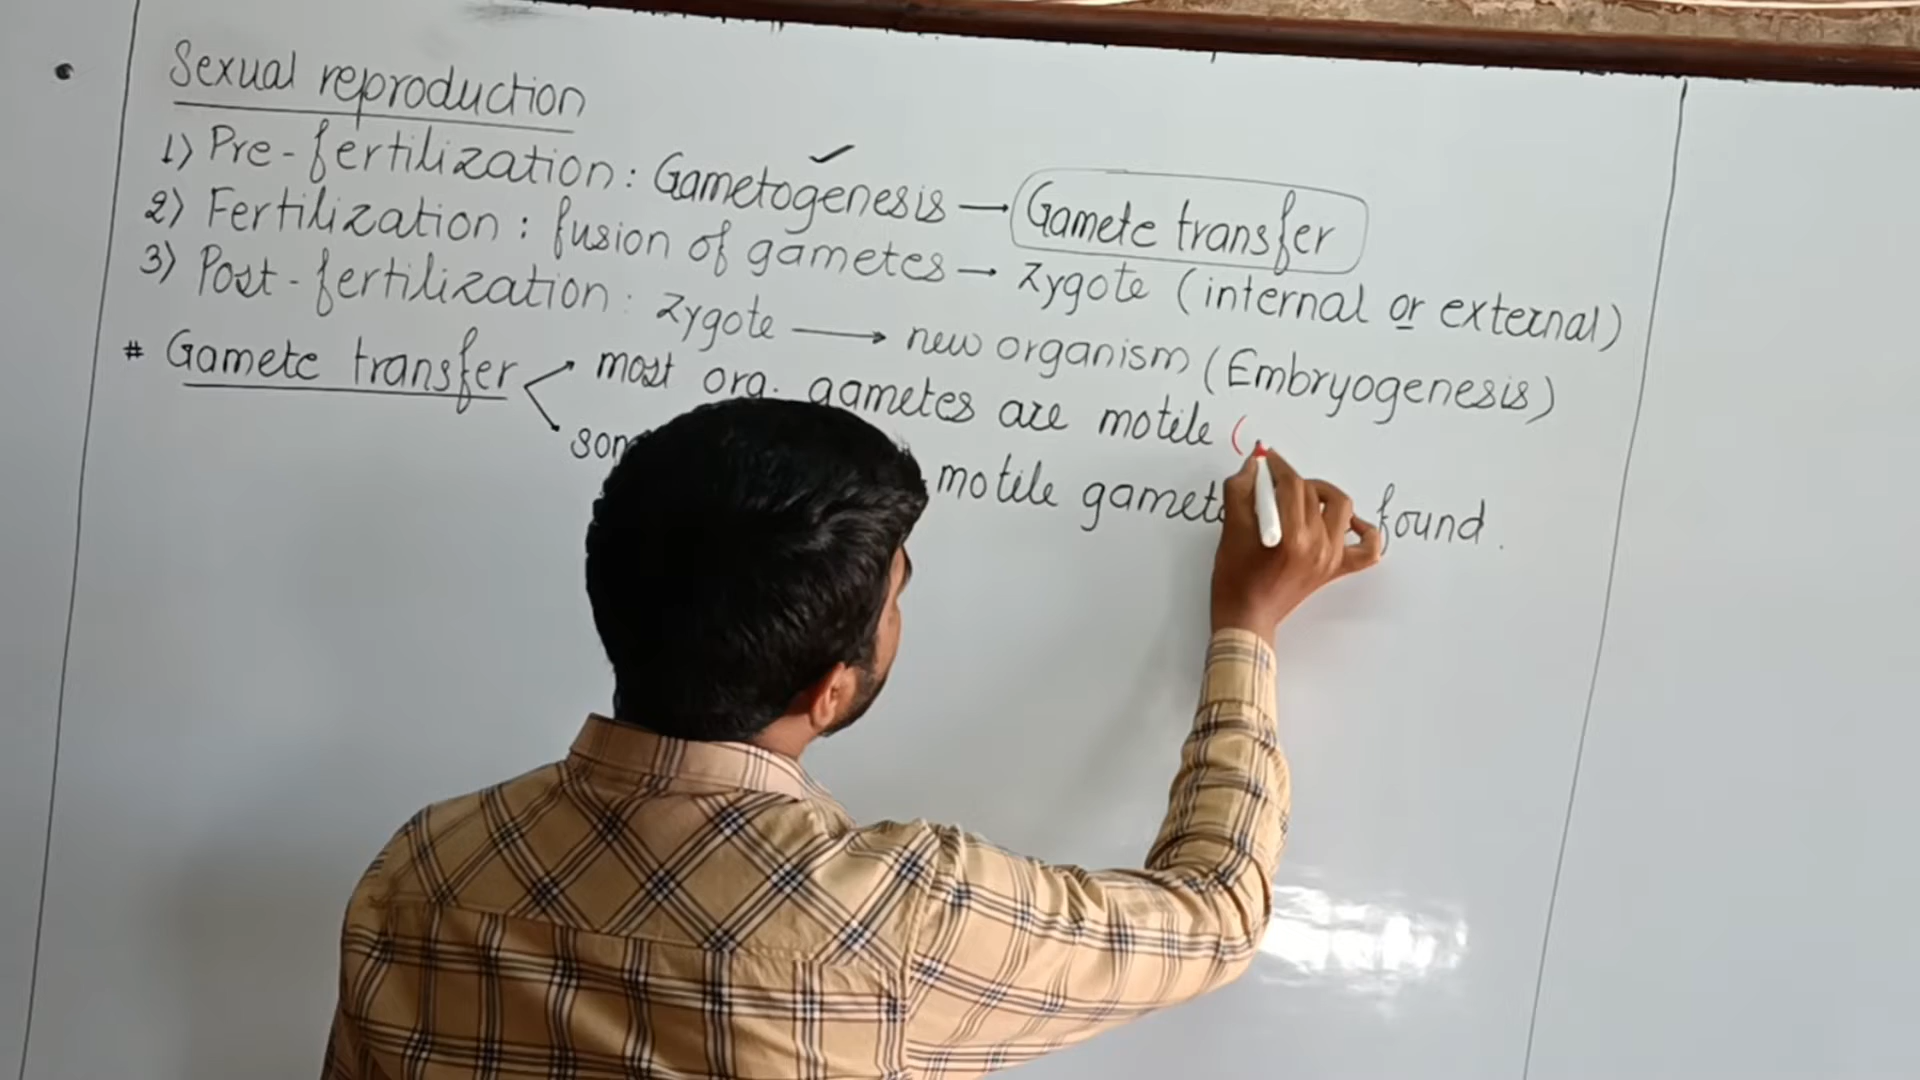 Sexual reproduction
1) Pre-fertilization: Gametogenesis → Gamete transfer
2) Fertilization : fusion of gametes → zygote (internal or external)
3) Post-fertilization : zygote → new organism (Embryogenesis)
# Gamete transfer most org. gametes are motile (
motile found.